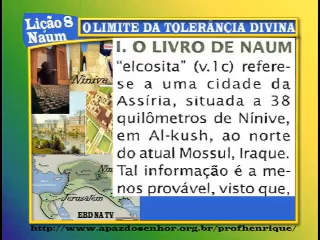 Lição 8
Naum
O LIMITE DA TOLERÂNCIA DIVINA
I. O LIVRO DE NAUM
"elcosita" (v.1c) refere-
se a uma cidade da
Assíria, situada a 38
quilômetros de Nínive,
em Al-kush, ao norte
do atual Mossul, Iraque.
Tal informação é a me-
nos provável, visto que,
Nínive
Jerusalem
EBD NA TV
http://www.apazdosenhor.org.br/profhenrique/